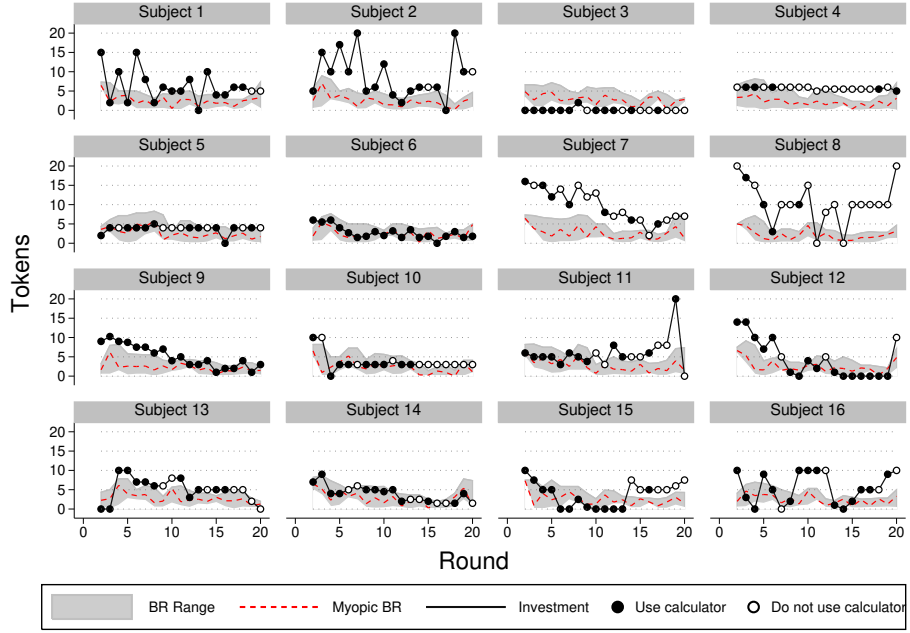 Subject 1 Subject 2 Subject 3 Subject 4
20
15
10
5
0
Subject 5 Subject 6 Subject 7 Subject 8
20
15
10
5
0
Subject 9 Subject 10 Subject 11 Subject 12
20
15
10
5
0
Subject 13 Subject 14 Subject 15 Subject 16
20
15
10
5
0
0 5 10 15 20 0 5 10 15 20 0 5 10 15 20 0 5 10 15 20
Tokens
Round
BR Range Myopic BR Investment Use calculator Do not use calculator